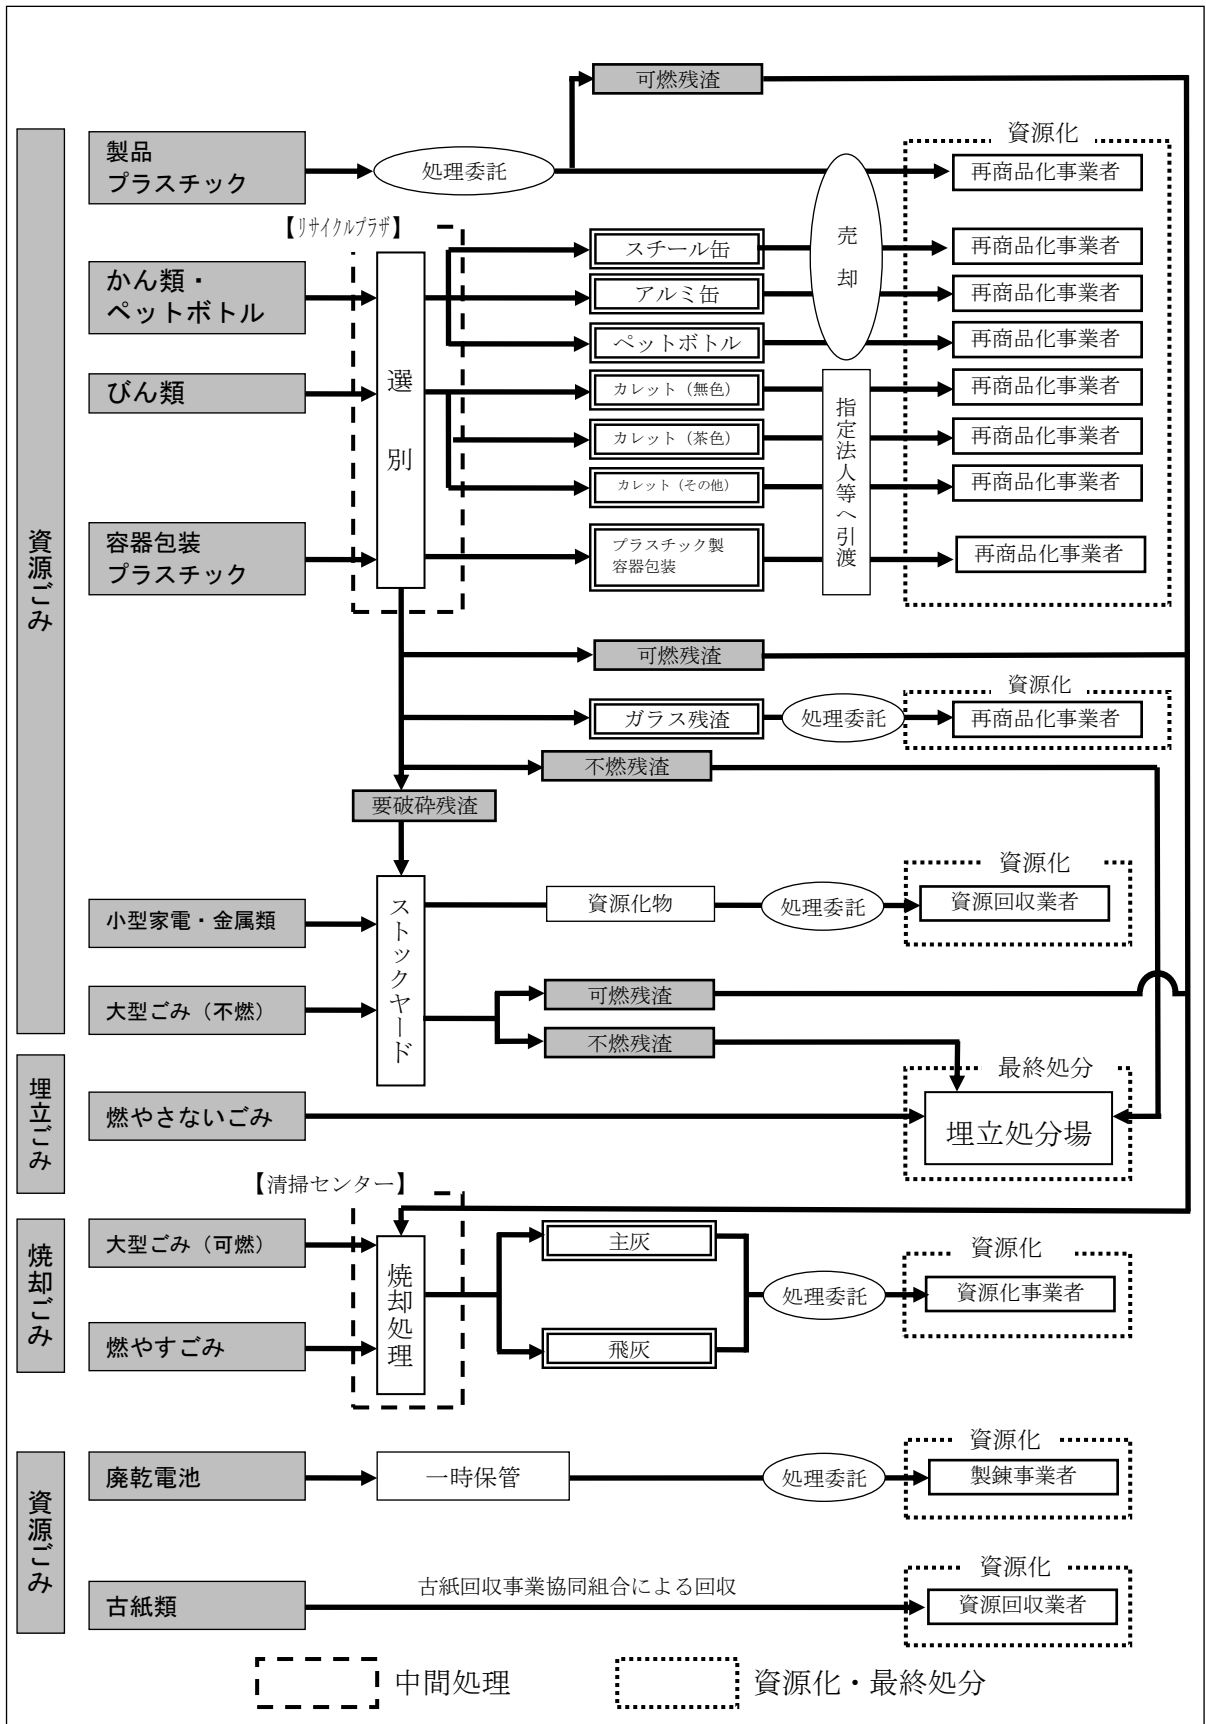 可燃残渣
資源化
製品
プラスチック
処理委託
再商品化事業者
【リサイクルプラザ】
売却
かん類・
ペットボトル
スチール缶
再商品化事業者
アルミ缶
再商品化事業者
ペットボトル
再商品化事業者
選別
びん類
カレット（無色）
再商品化事業者
カレット（茶色）
再商品化事業者
カレット（その他）
再商品化事業者
指定法人等へ引渡
容器包装
プラスチック
プラスチック製
容器包装
再商品化事業者
資源ごみ
可燃残渣
資源化
ガラス残渣
処理委託
再商品化事業者
不燃残渣
要破砕残渣
資源化
ストックヤード
小型家電・金属類
資源化物
処理委託
資源回収業者
大型ごみ（不燃）
可燃残渣
不燃残渣
最終処分
埋立ごみ
燃やさないごみ
埋立処分場
【清掃センター】
焼却ごみ
大型ごみ（可燃）
焼却処理
主灰
資源化
処理委託
資源化事業者
燃やすごみ
飛灰
資源化
資源ごみ
廃乾電池
一時保管
処理委託
製錬事業者
資源化
古紙類
古紙回収事業協同組合による回収
資源回収業者
中間処理
資源化・最終処分